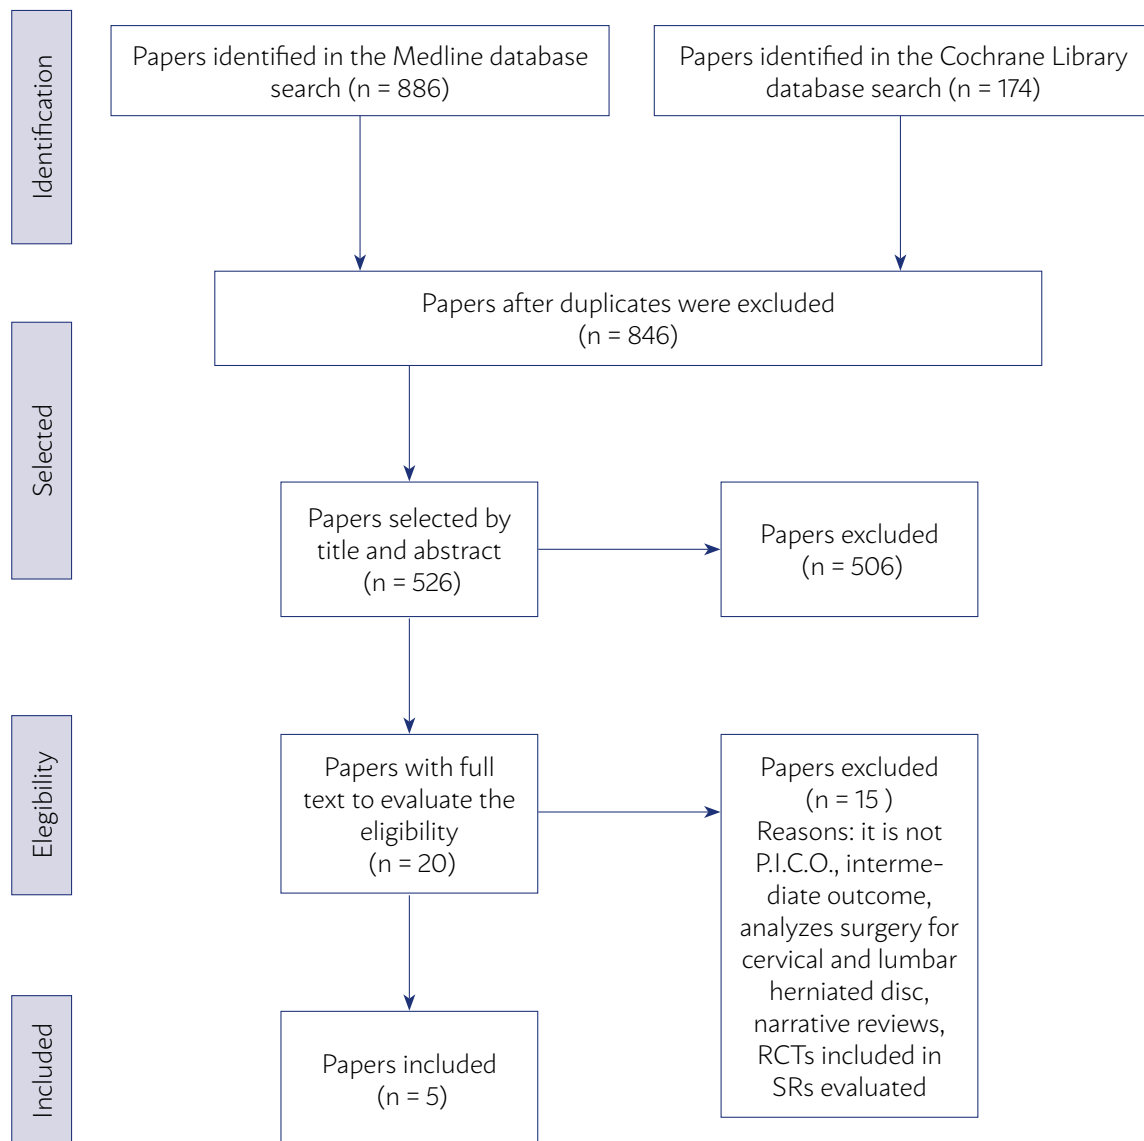 Identification
Papers identified in the Medline database
search (n = 886)
Papers identified in the Cochrane Library
database search (n = 174)
Papers after duplicates were excluded
(n = 846)
Selected
Papers selected by
title and abstract
(n = 526)
Papers excluded
(n = 506)
Elegibility
Papers with full
text to evaluate the
eligibility
(n = 20)
Papers excluded
(n = 15 )
Reasons: it is not
P.I.C.O., interme-
diate outcome,
analyzes surgery for
cervical and lumbar
herniated disc,
narrative reviews,
RCTs included in
SRs evaluated
Included
Papers included
(n = 5)